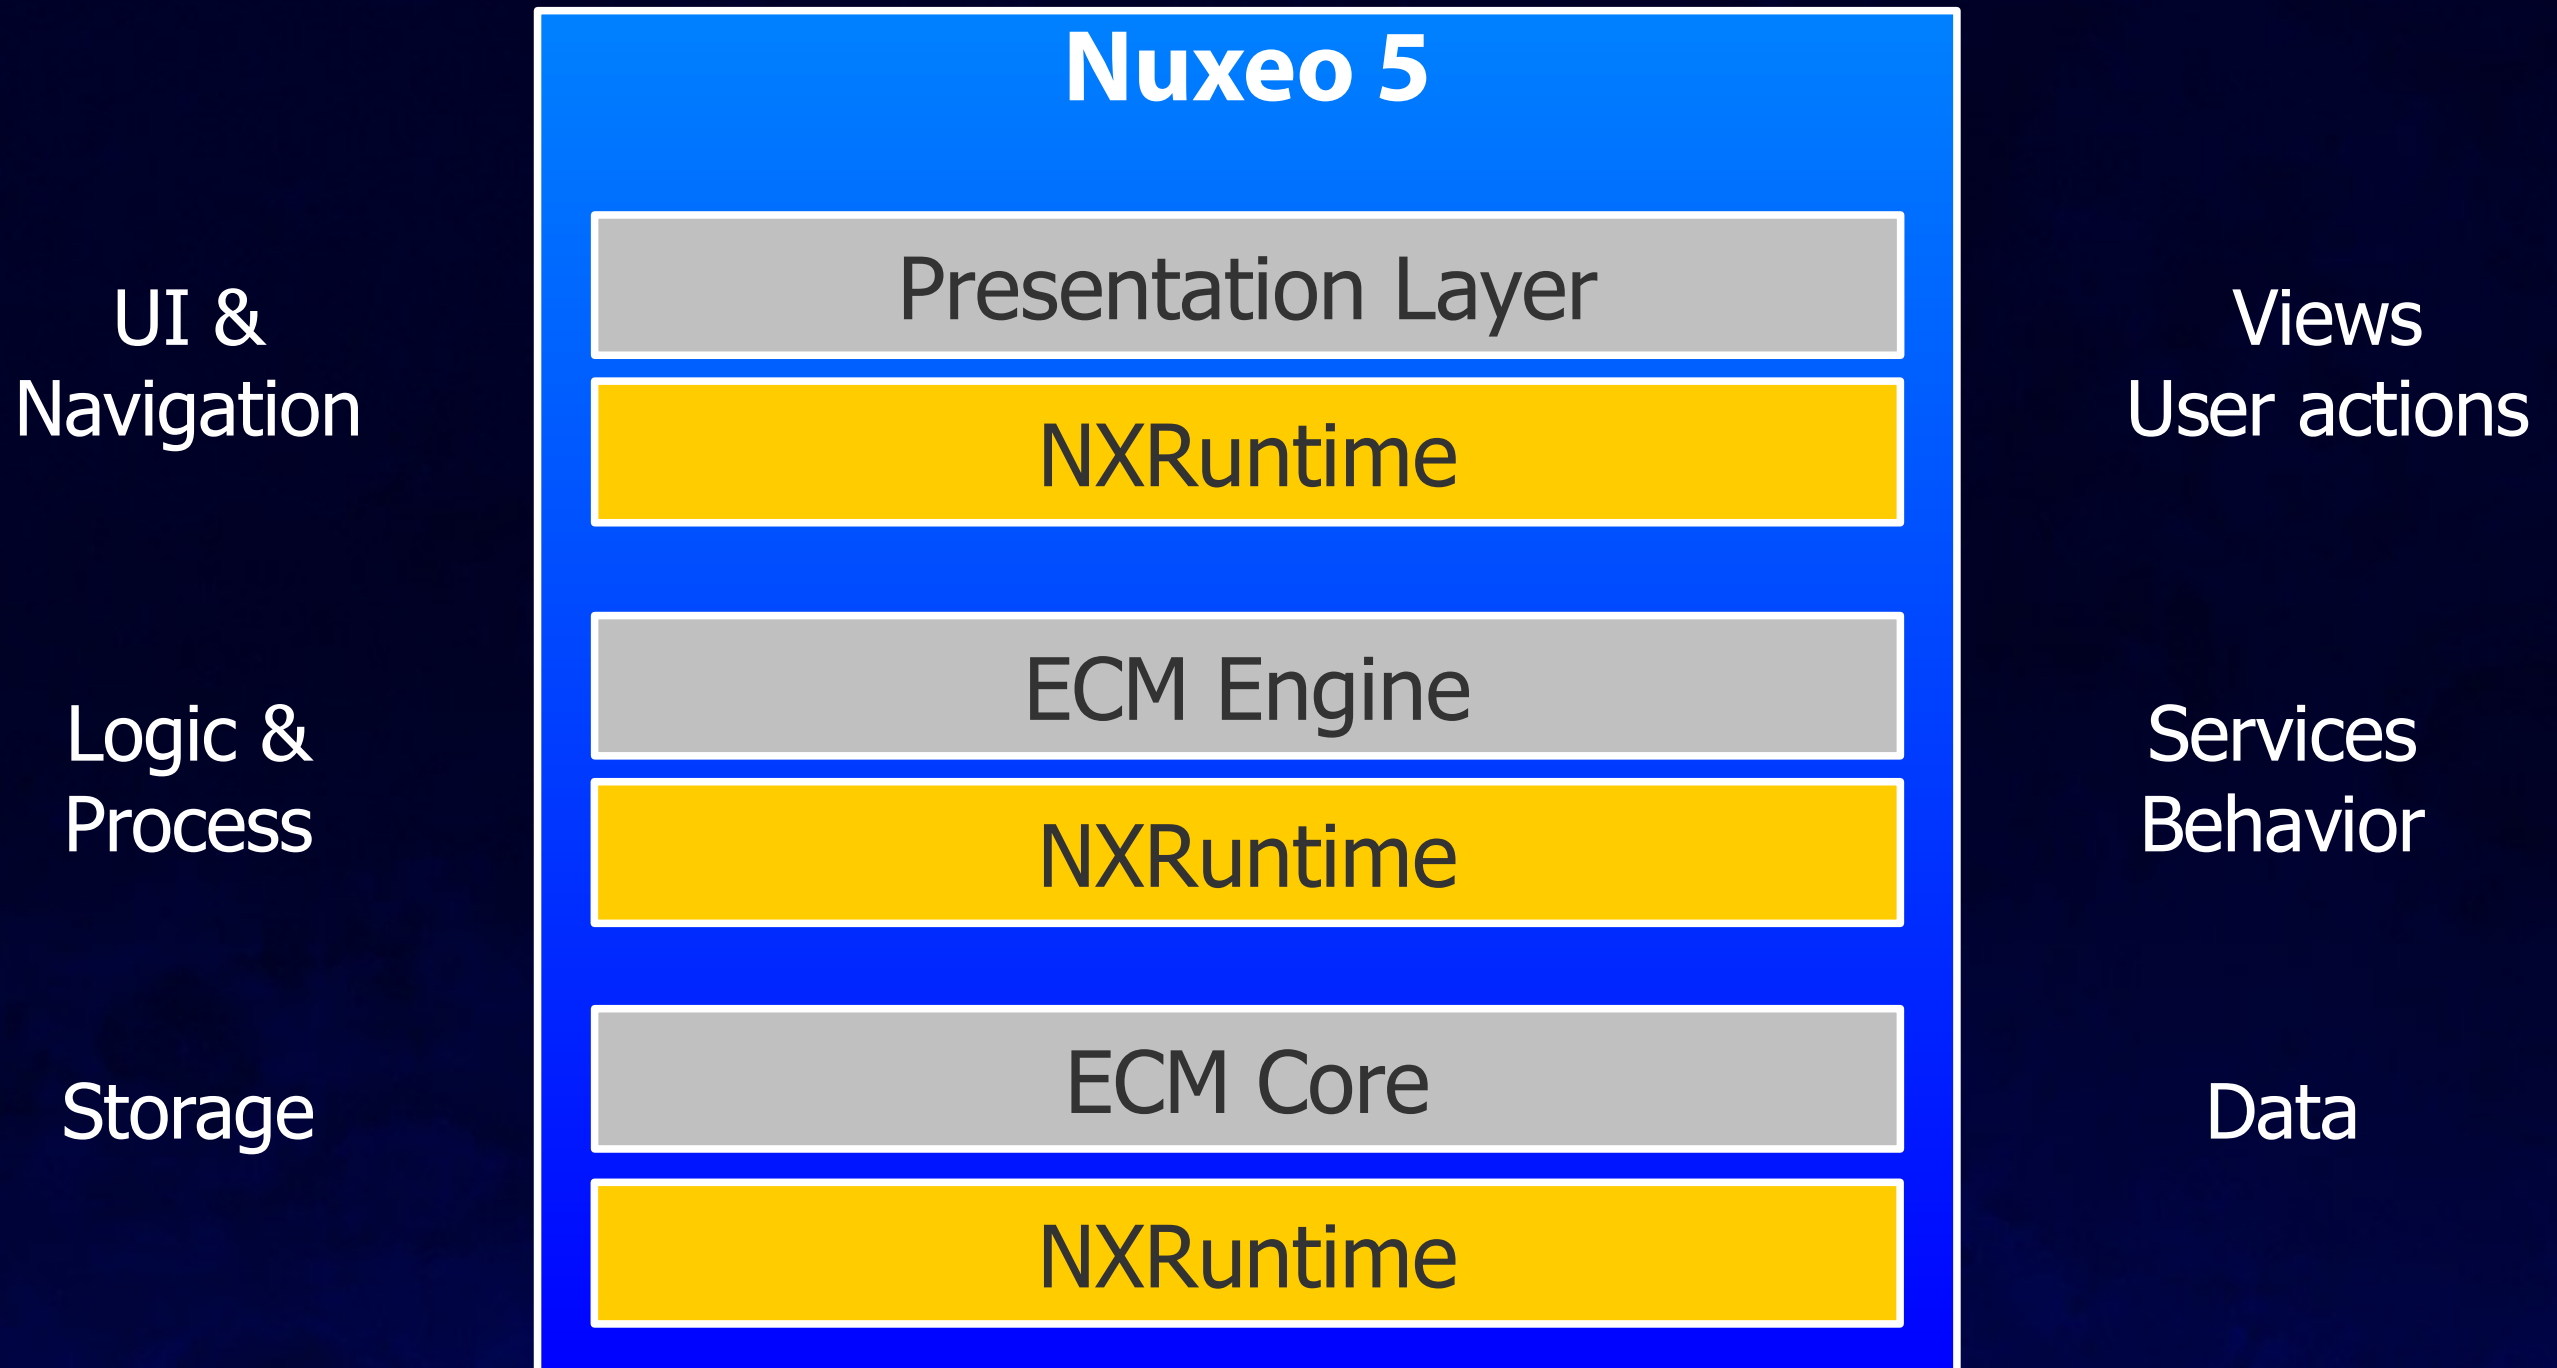 Nuxeo 5
UI &
Navigation
Presentation Layer
NXRuntime
Views
User actions
Logic &
Process
ECM Engine
NXRuntime
Services
Behavior
Storage
ECM Core
NXRuntime
Data